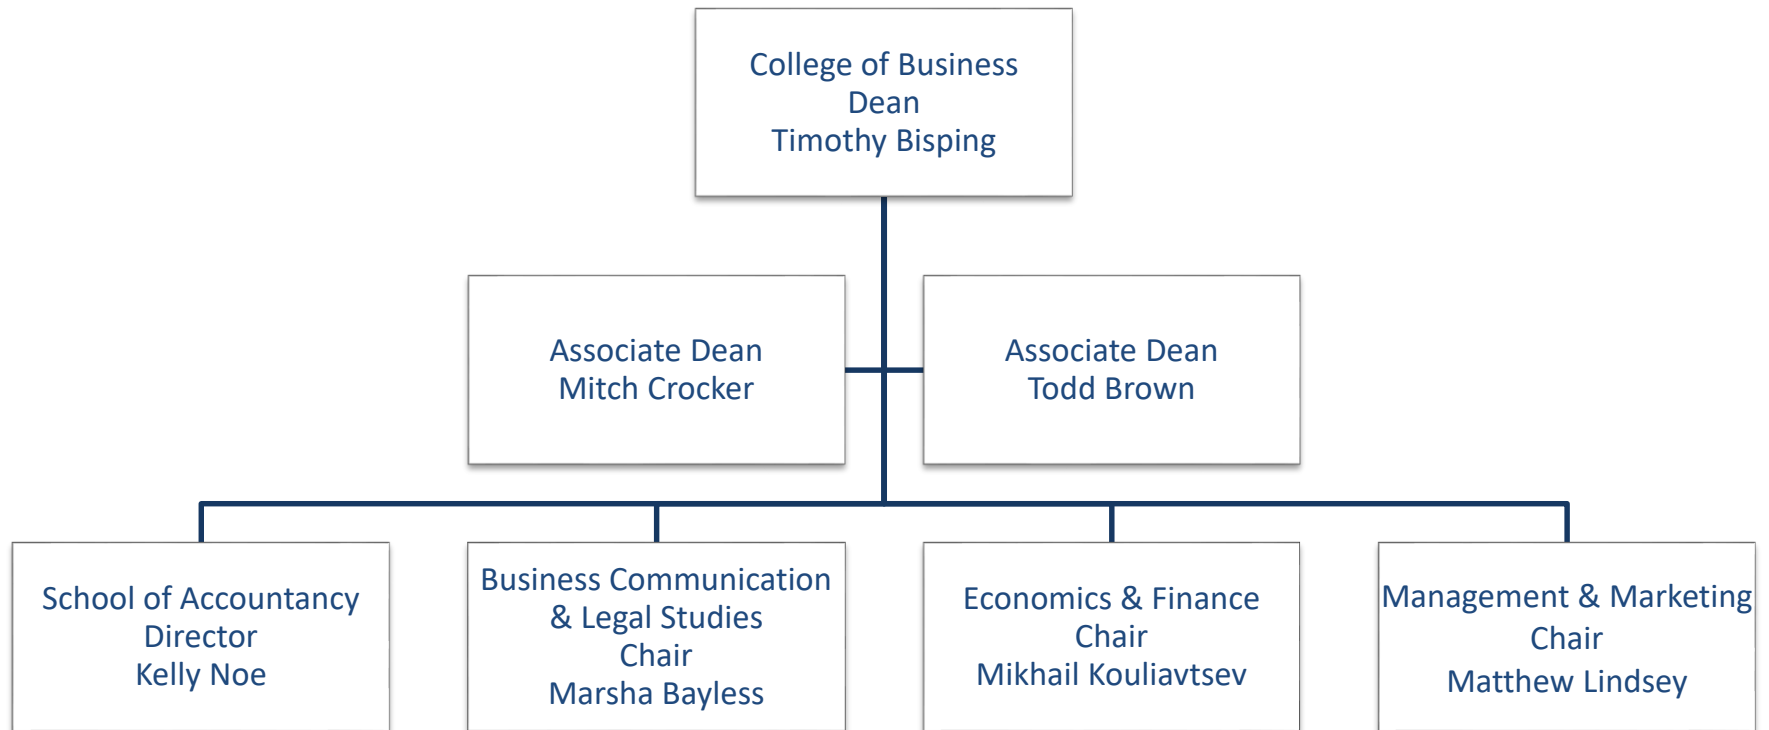 College of Business
Dean
Timothy Bisping
Associate Dean
Mitch Crocker
Associate Dean
Todd Brown
School of Accountancy
Director
Kelly Noe
Business Communication
& Legal Studies
Chair
Marsha Bayless
Economics & Finance
Chair
Mikhail Kouliavtsev
Management & Marketing
Chair
Matthew Lindsey